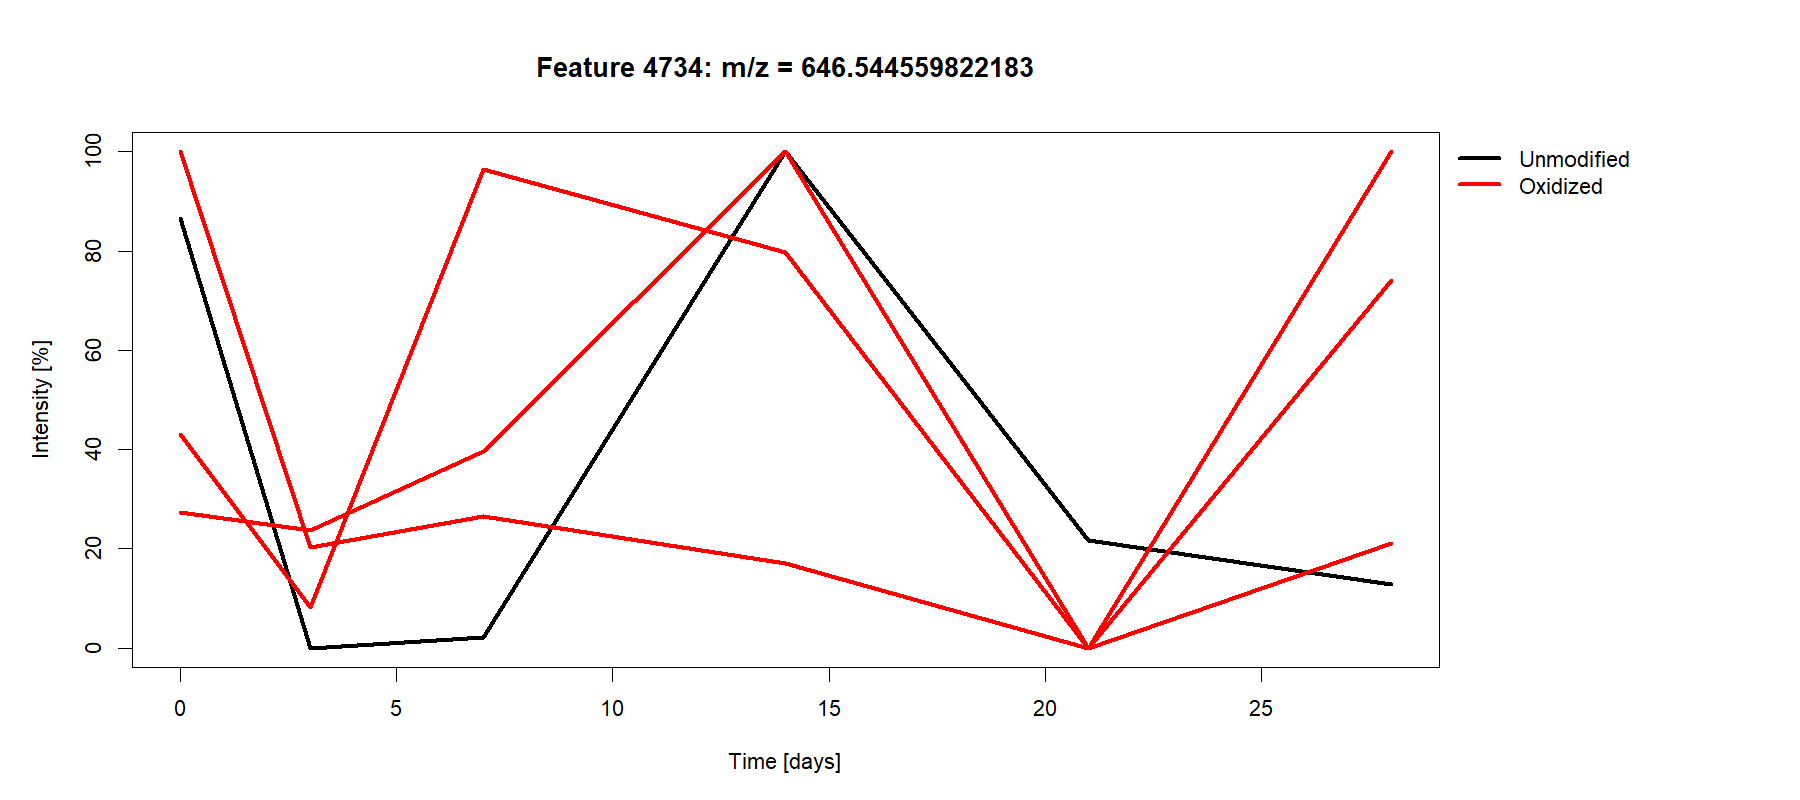 Feature 4734: m/z = 646.544559822183
Unmodified
Oxidized
100
80
60
40
20
0
Intensity [%]
0 5 10 15 20 25
Time [days]